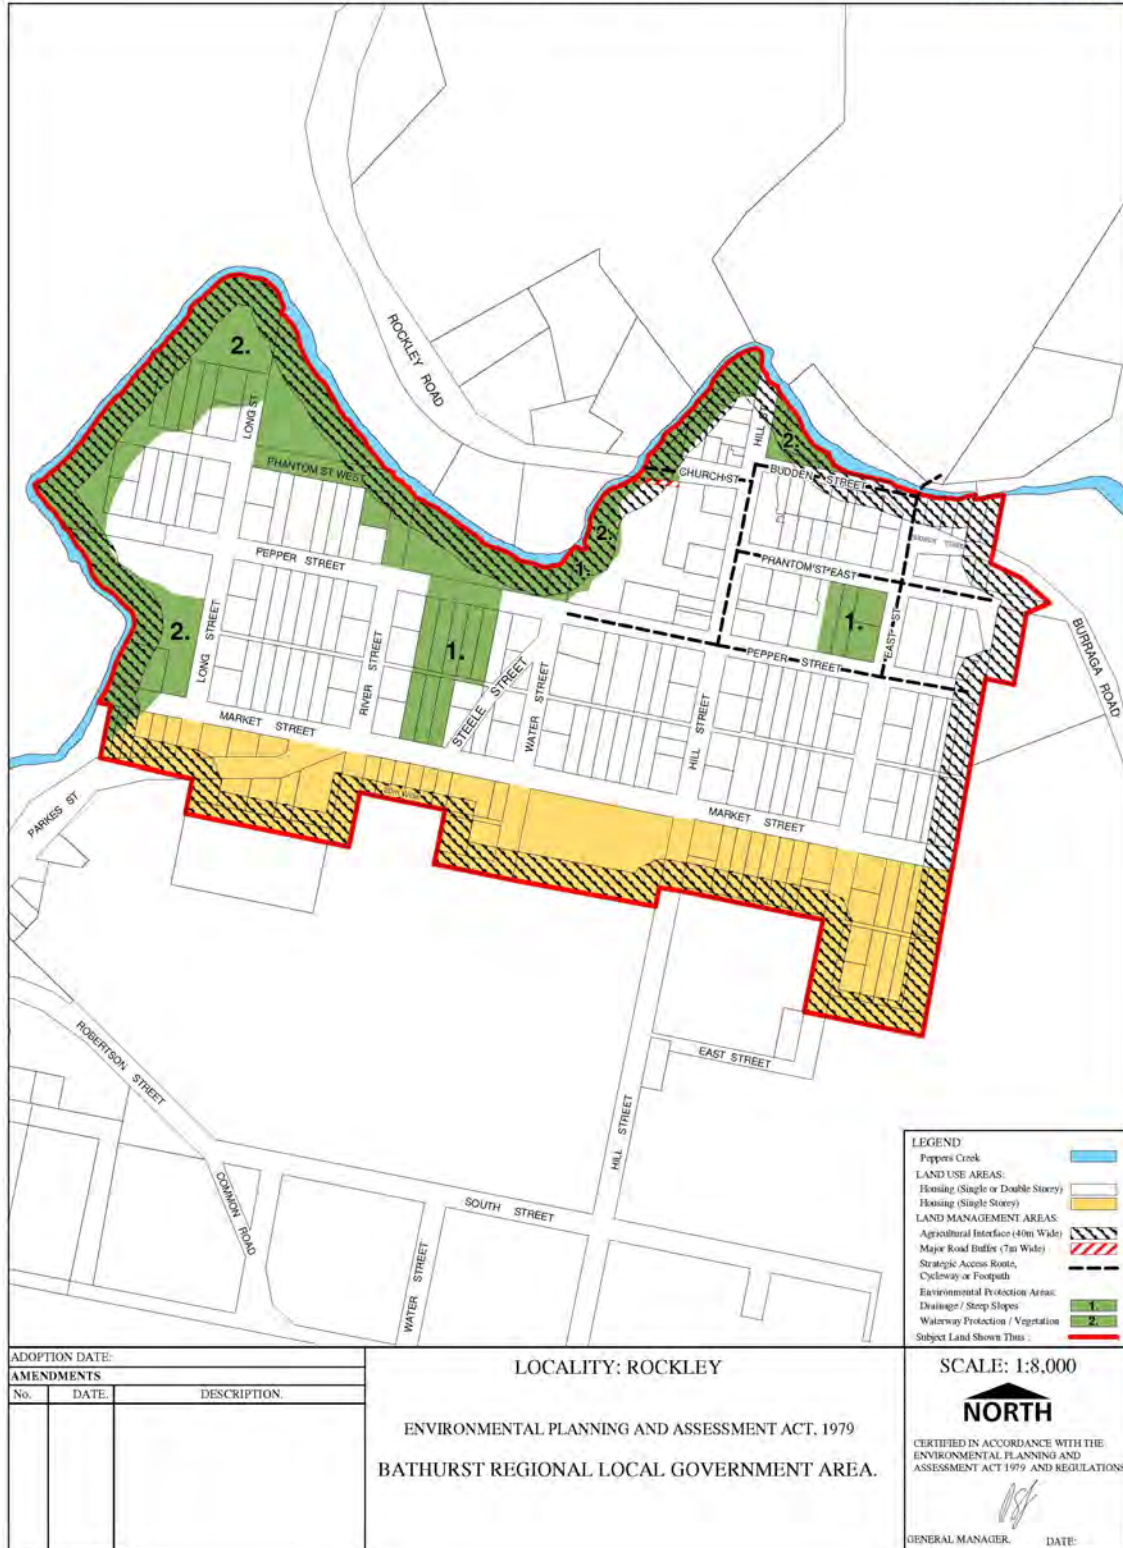 ROCKLEY ROAD
2.
LONG ST
PHANTOM ST WEST
HILL ST
2.
CHURCH ST
BUDDEN STREET
2.
1.
PEPPER STREET
PHANTOM ST EAST
2.
LONG STREET
RIVER STREET
1.
STEELE STREET
WATER STREET
1.
EAST ST
PEPPER STREET
BURRAGA ROAD
MARKET STREET
HILL STREET
MARKET STREET
PARKES ST
ROBERTSON STREET
EAST STREET
HILL STREET
COMMON ROAD
SOUTH STREET
WATER STREET
LEGEND
Peppers Creek
LAND USE AREAS:
Housing (Single or Double Storey)
Housing (Single Storey)
LAND MANAGEMENT AREAS:
Agricultural Interface (40m Wide)
Major Road Buffer (7m Wide)
Strategic Access Route,
Cycleway or Footpath
Environmental Protection Areas:
Drainage / Steep Slopes 1.
Waterway Protection / Vegetation 2.
Subject Land Shown Thus :
ADOPTION DATE:
AMENDMENTS
No. DATE. DESCRIPTION.
LOCALITY: ROCKLEY
ENVIRONMENTAL PLANNING AND ASSESSMENT ACT, 1979
BATHURST REGIONAL LOCAL GOVERNMENT AREA.
SCALE: 1:8,000
NORTH
CERTIFIED IN ACCORDANCE WITH THE
ENVIRONMENTAL PLANNING AND
ASSESSMENT ACT 1979 AND REGULATIONS
GENERAL MANAGER. DATE: